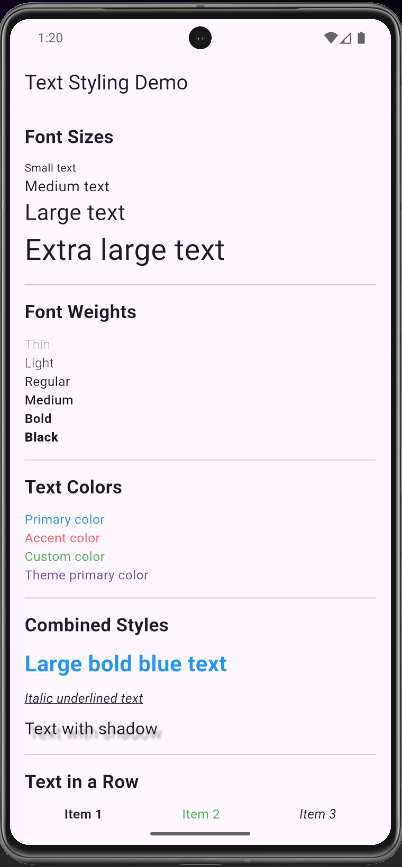 1:20
Text Styling Demo
Font Sizes
Small text
Medium text
Large text
Extra large text
Font Weights
Thin
Light
Regular
Medium
Bold
Black
Text Colors
Primary color
Accent color
Custom color
Theme primary color
Combined Styles
Large bold blue text
Italic underlined text
Text with shadow
Text in a Row
Item 1 Item 2 Item 3